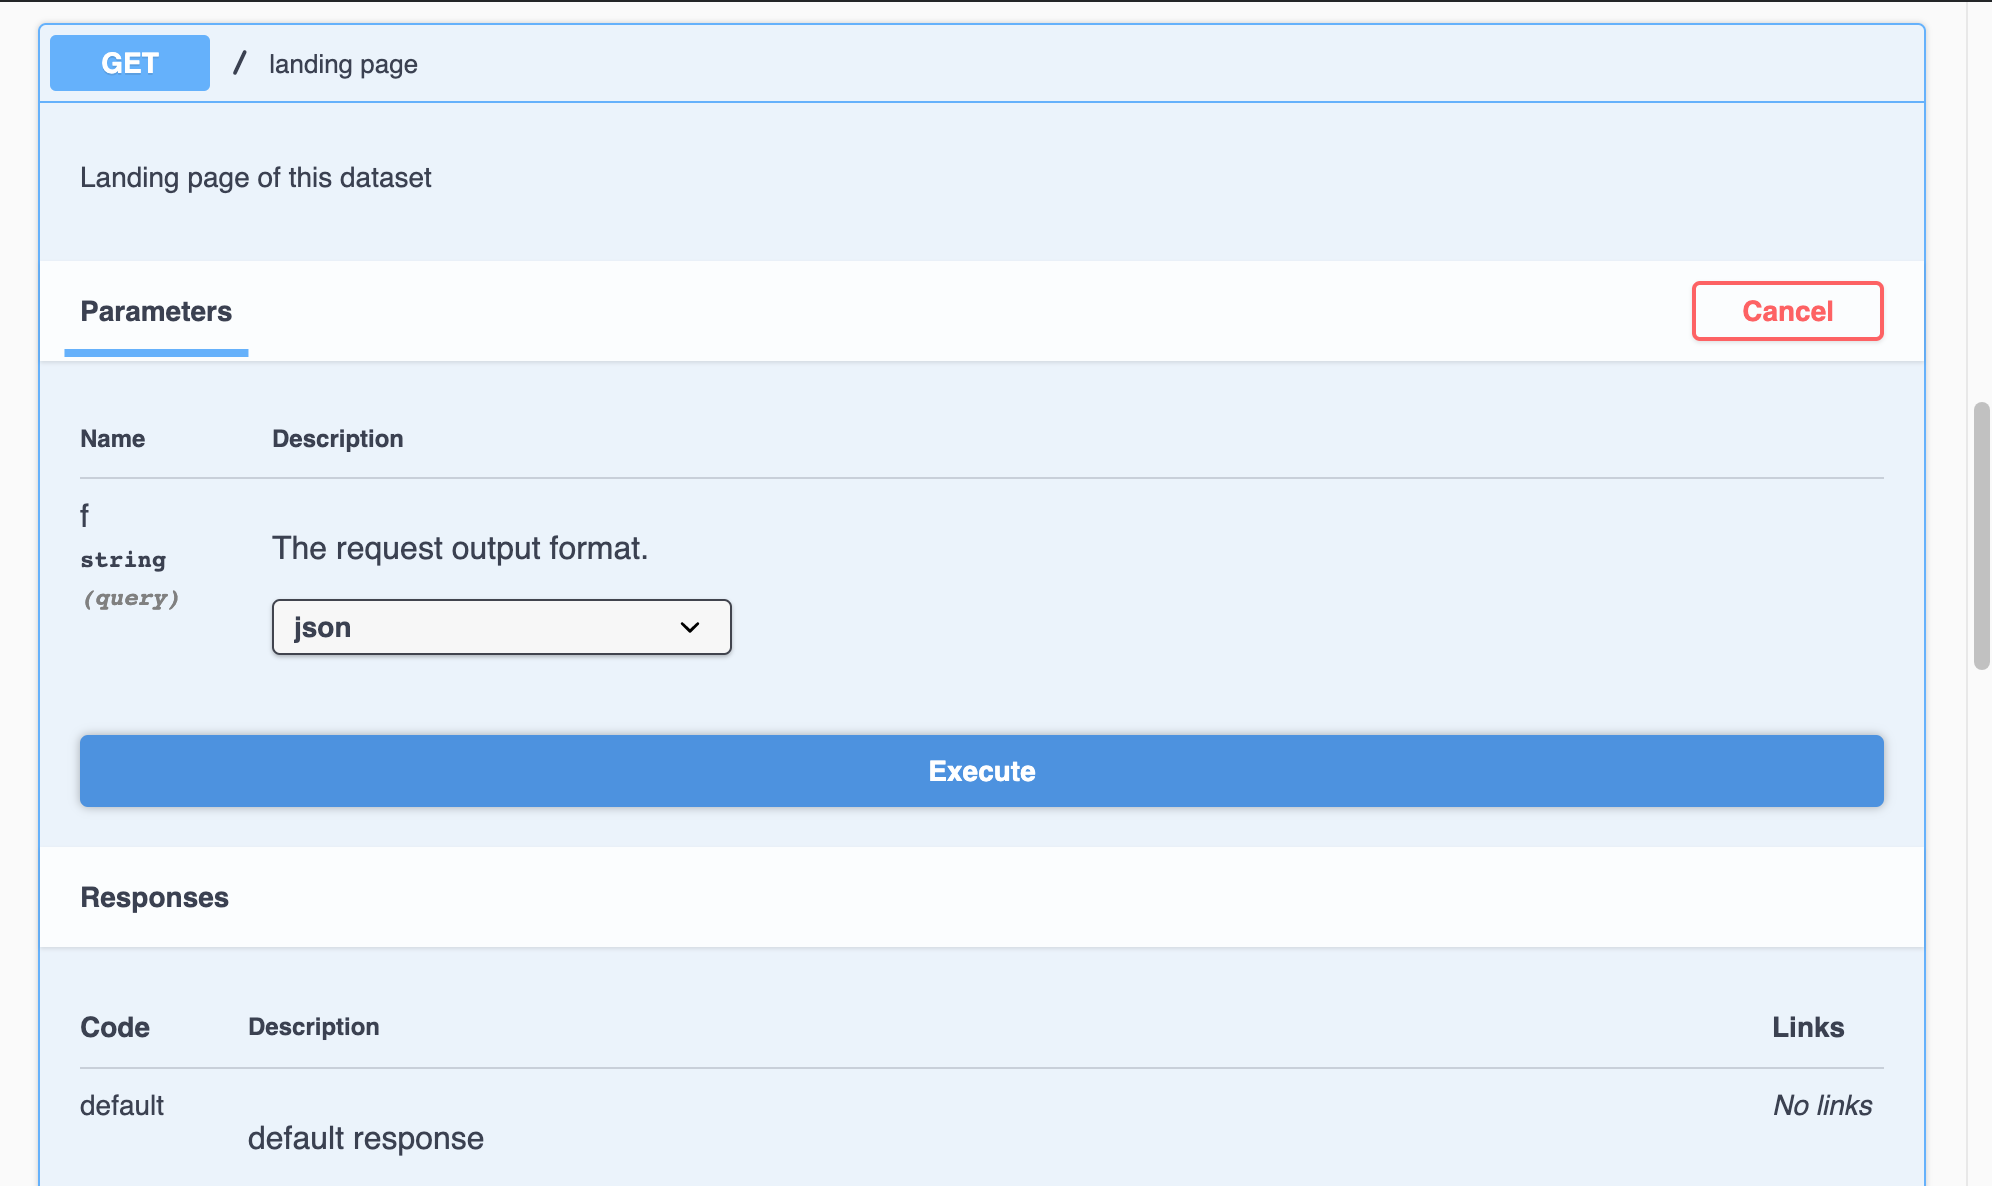 GET / landing page
Landing page of this dataset
Parameters Cancel
Name Description
f
string
(query)
The request output format.
json
Execute
Responses
Code Description Links
default
default response
No links